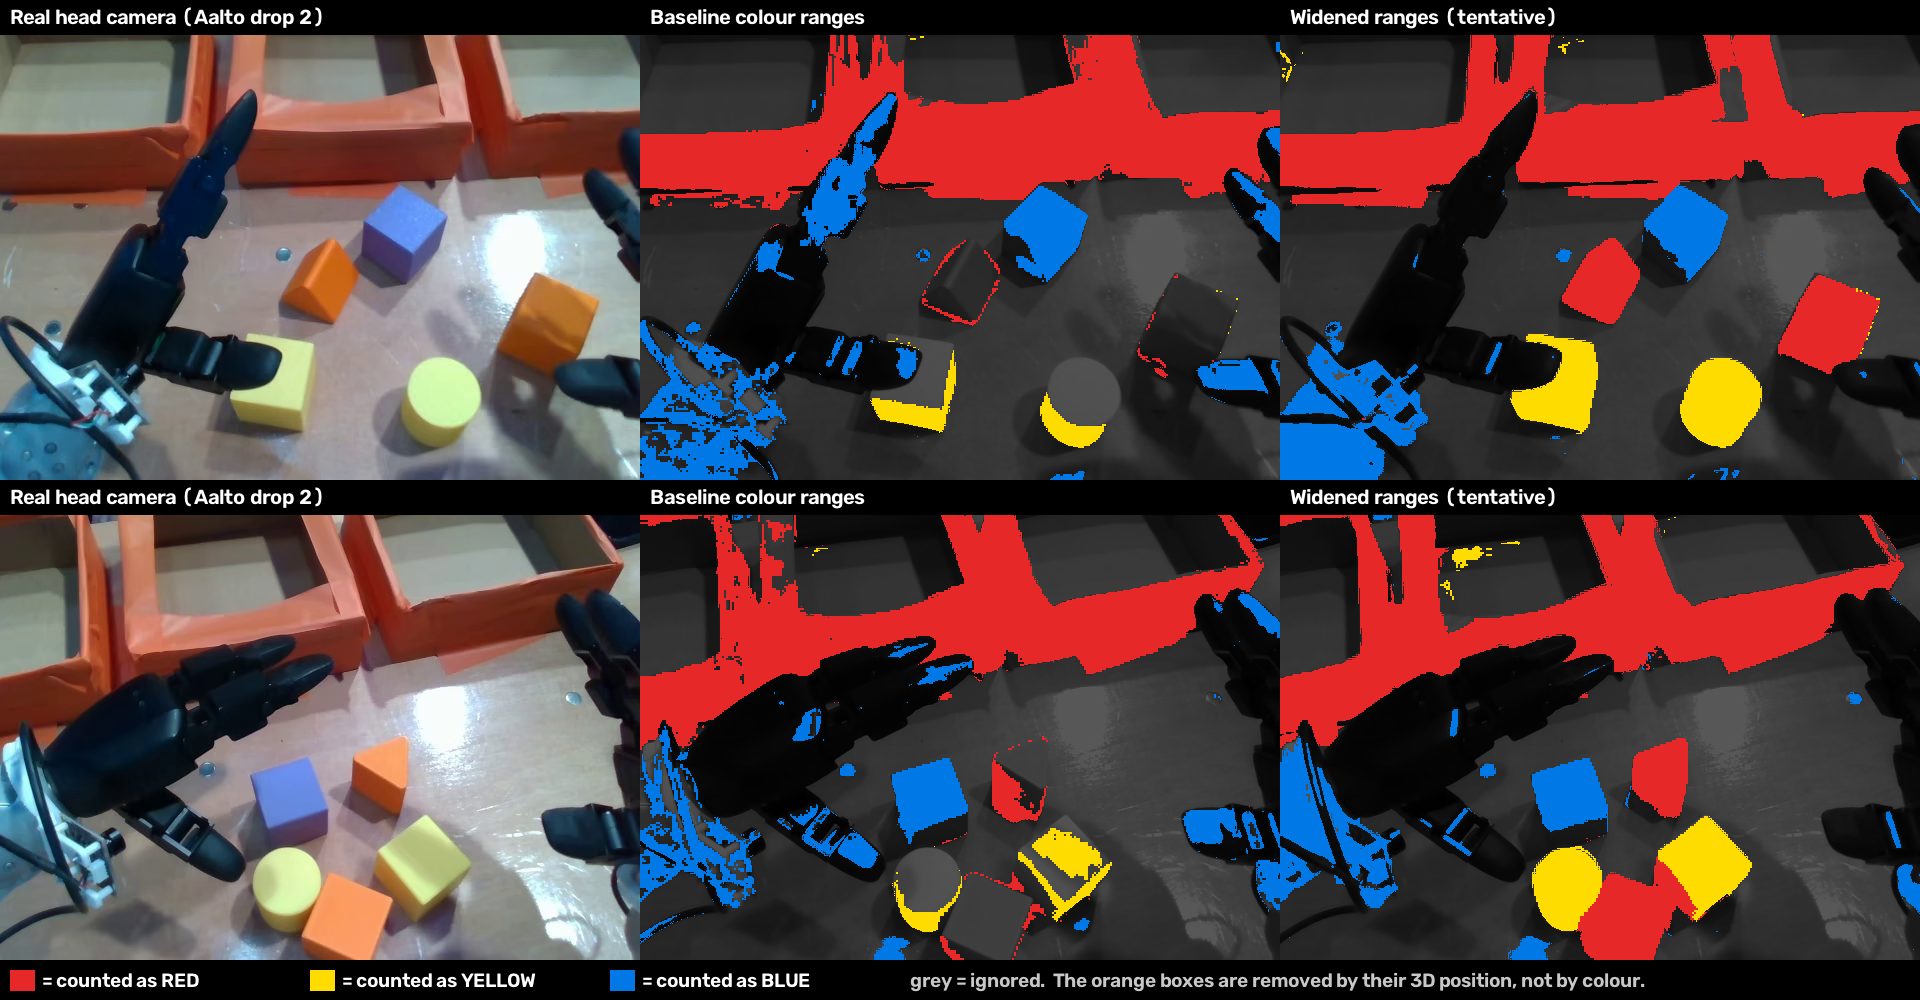 Real head camera (Aalto drop 2)
Baseline colour ranges
Widened ranges (tentative)
Real head camera (Aalto drop 2)
Baseline colour ranges
Widened ranges (tentative)
= counted as RED
= counted as YELLOW
= counted as BLUE
grey = ignored. The orange boxes are removed by their 3D position, not by colour.